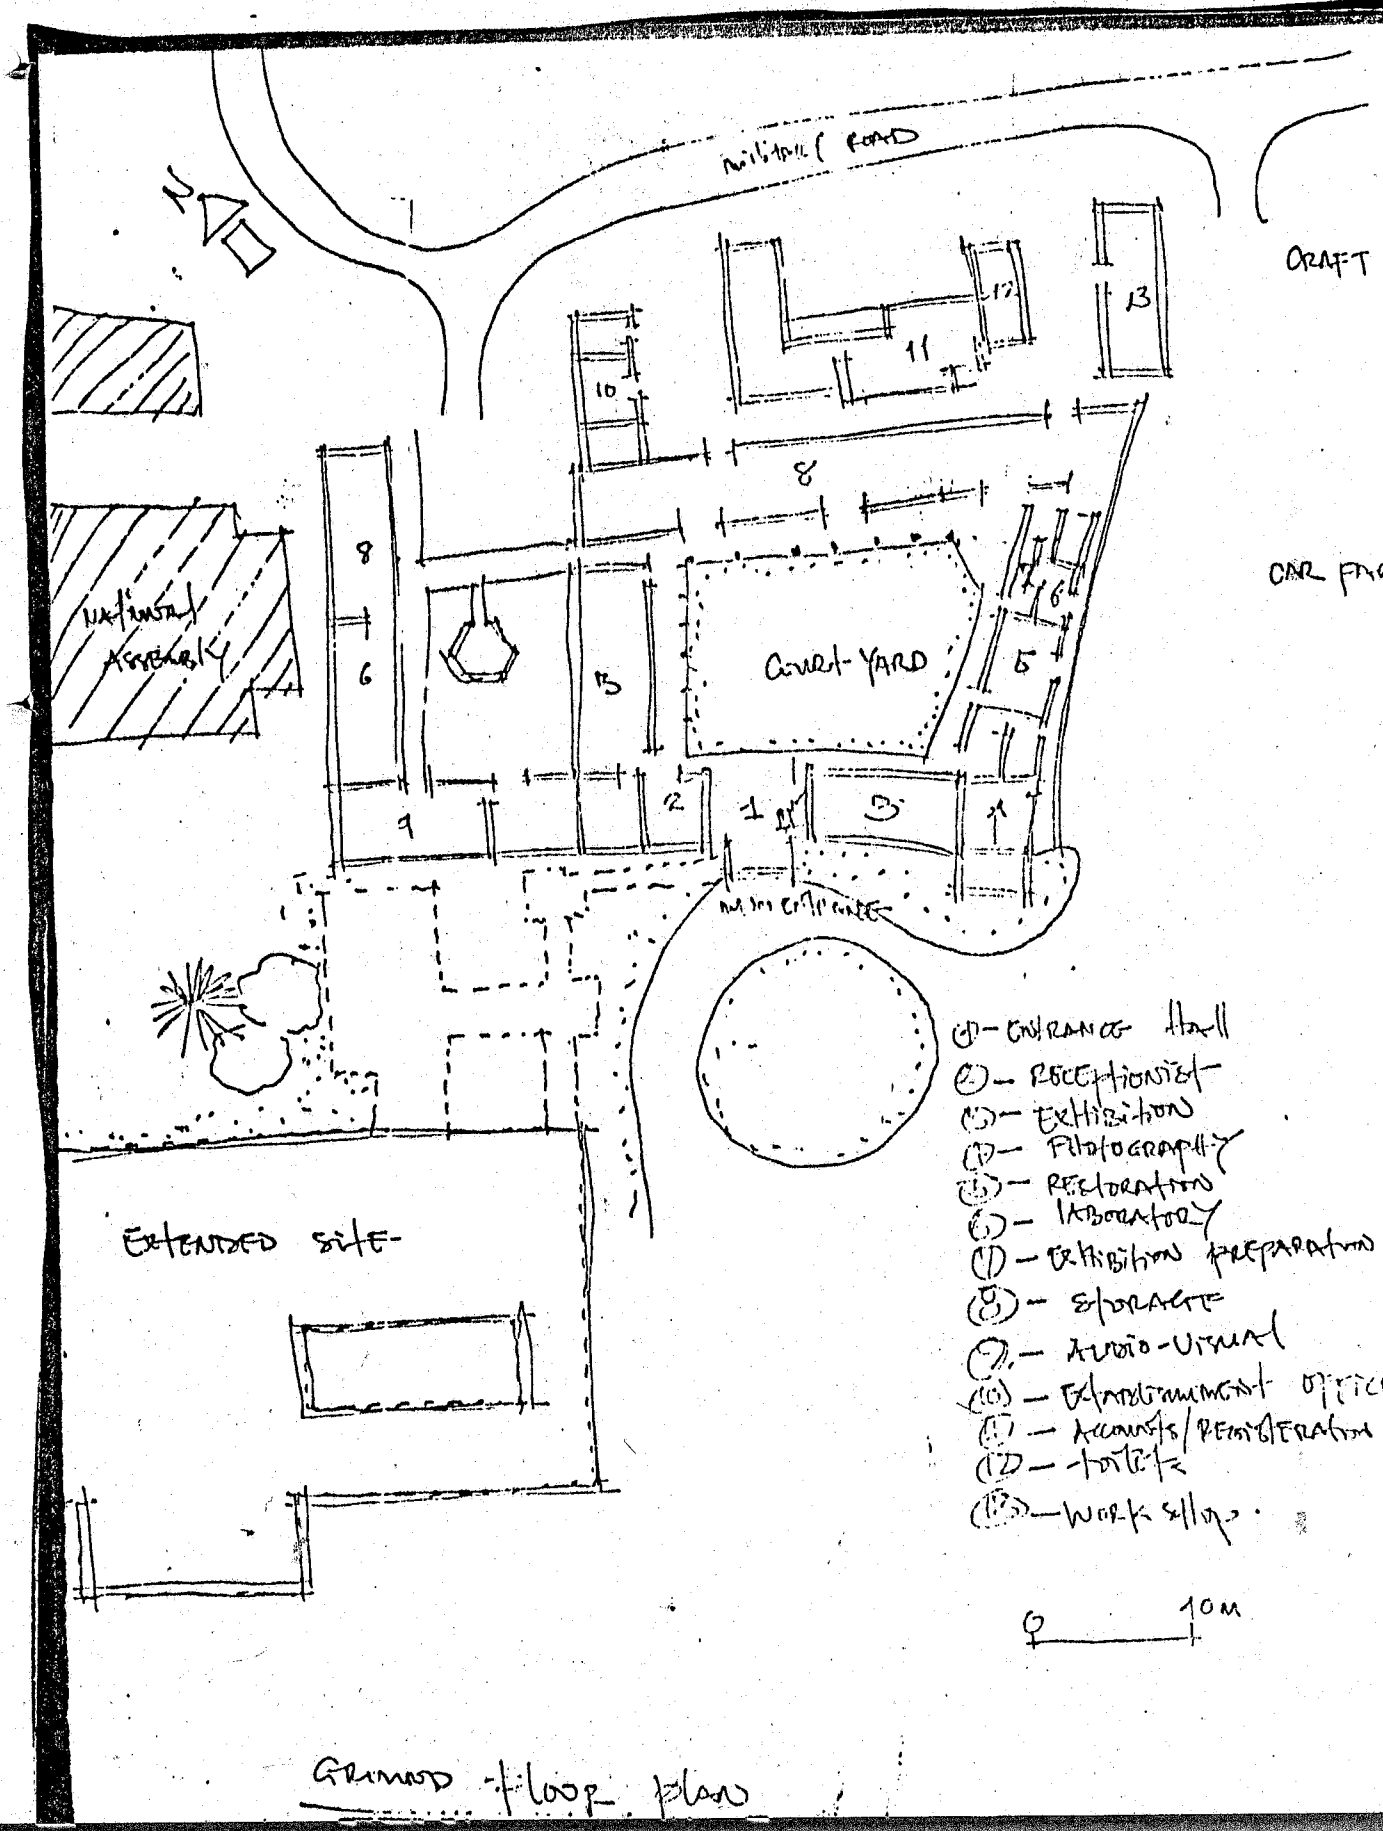 MILITARY ROAD
N
CRAFT
12
13
11
10
8
CAR
8
NATIONAL
ASSEMBLY
6
6
7
5
3
COURT-YARD
2
1
3
4
9
MAIN ENTRANCE
1 - ENTRANCE HALL
2 - RECEPTIONIST
3 - EXHIBITION
4 - PHOTOGRAPHY
5 - RESTORATION
6 - LABORATORY
7 - EXHIBITION PREPARATION
8 - STORAGE
9 - AUDIO-VISUAL
10 - ESTABLISHMENT OFFICE
11 - ACCOUNTS/REGISTERATION
12 - TOILETS
13 - WORK SHOP.
EXTENDED SITE
0 10M
GROUND FLOOR PLAN